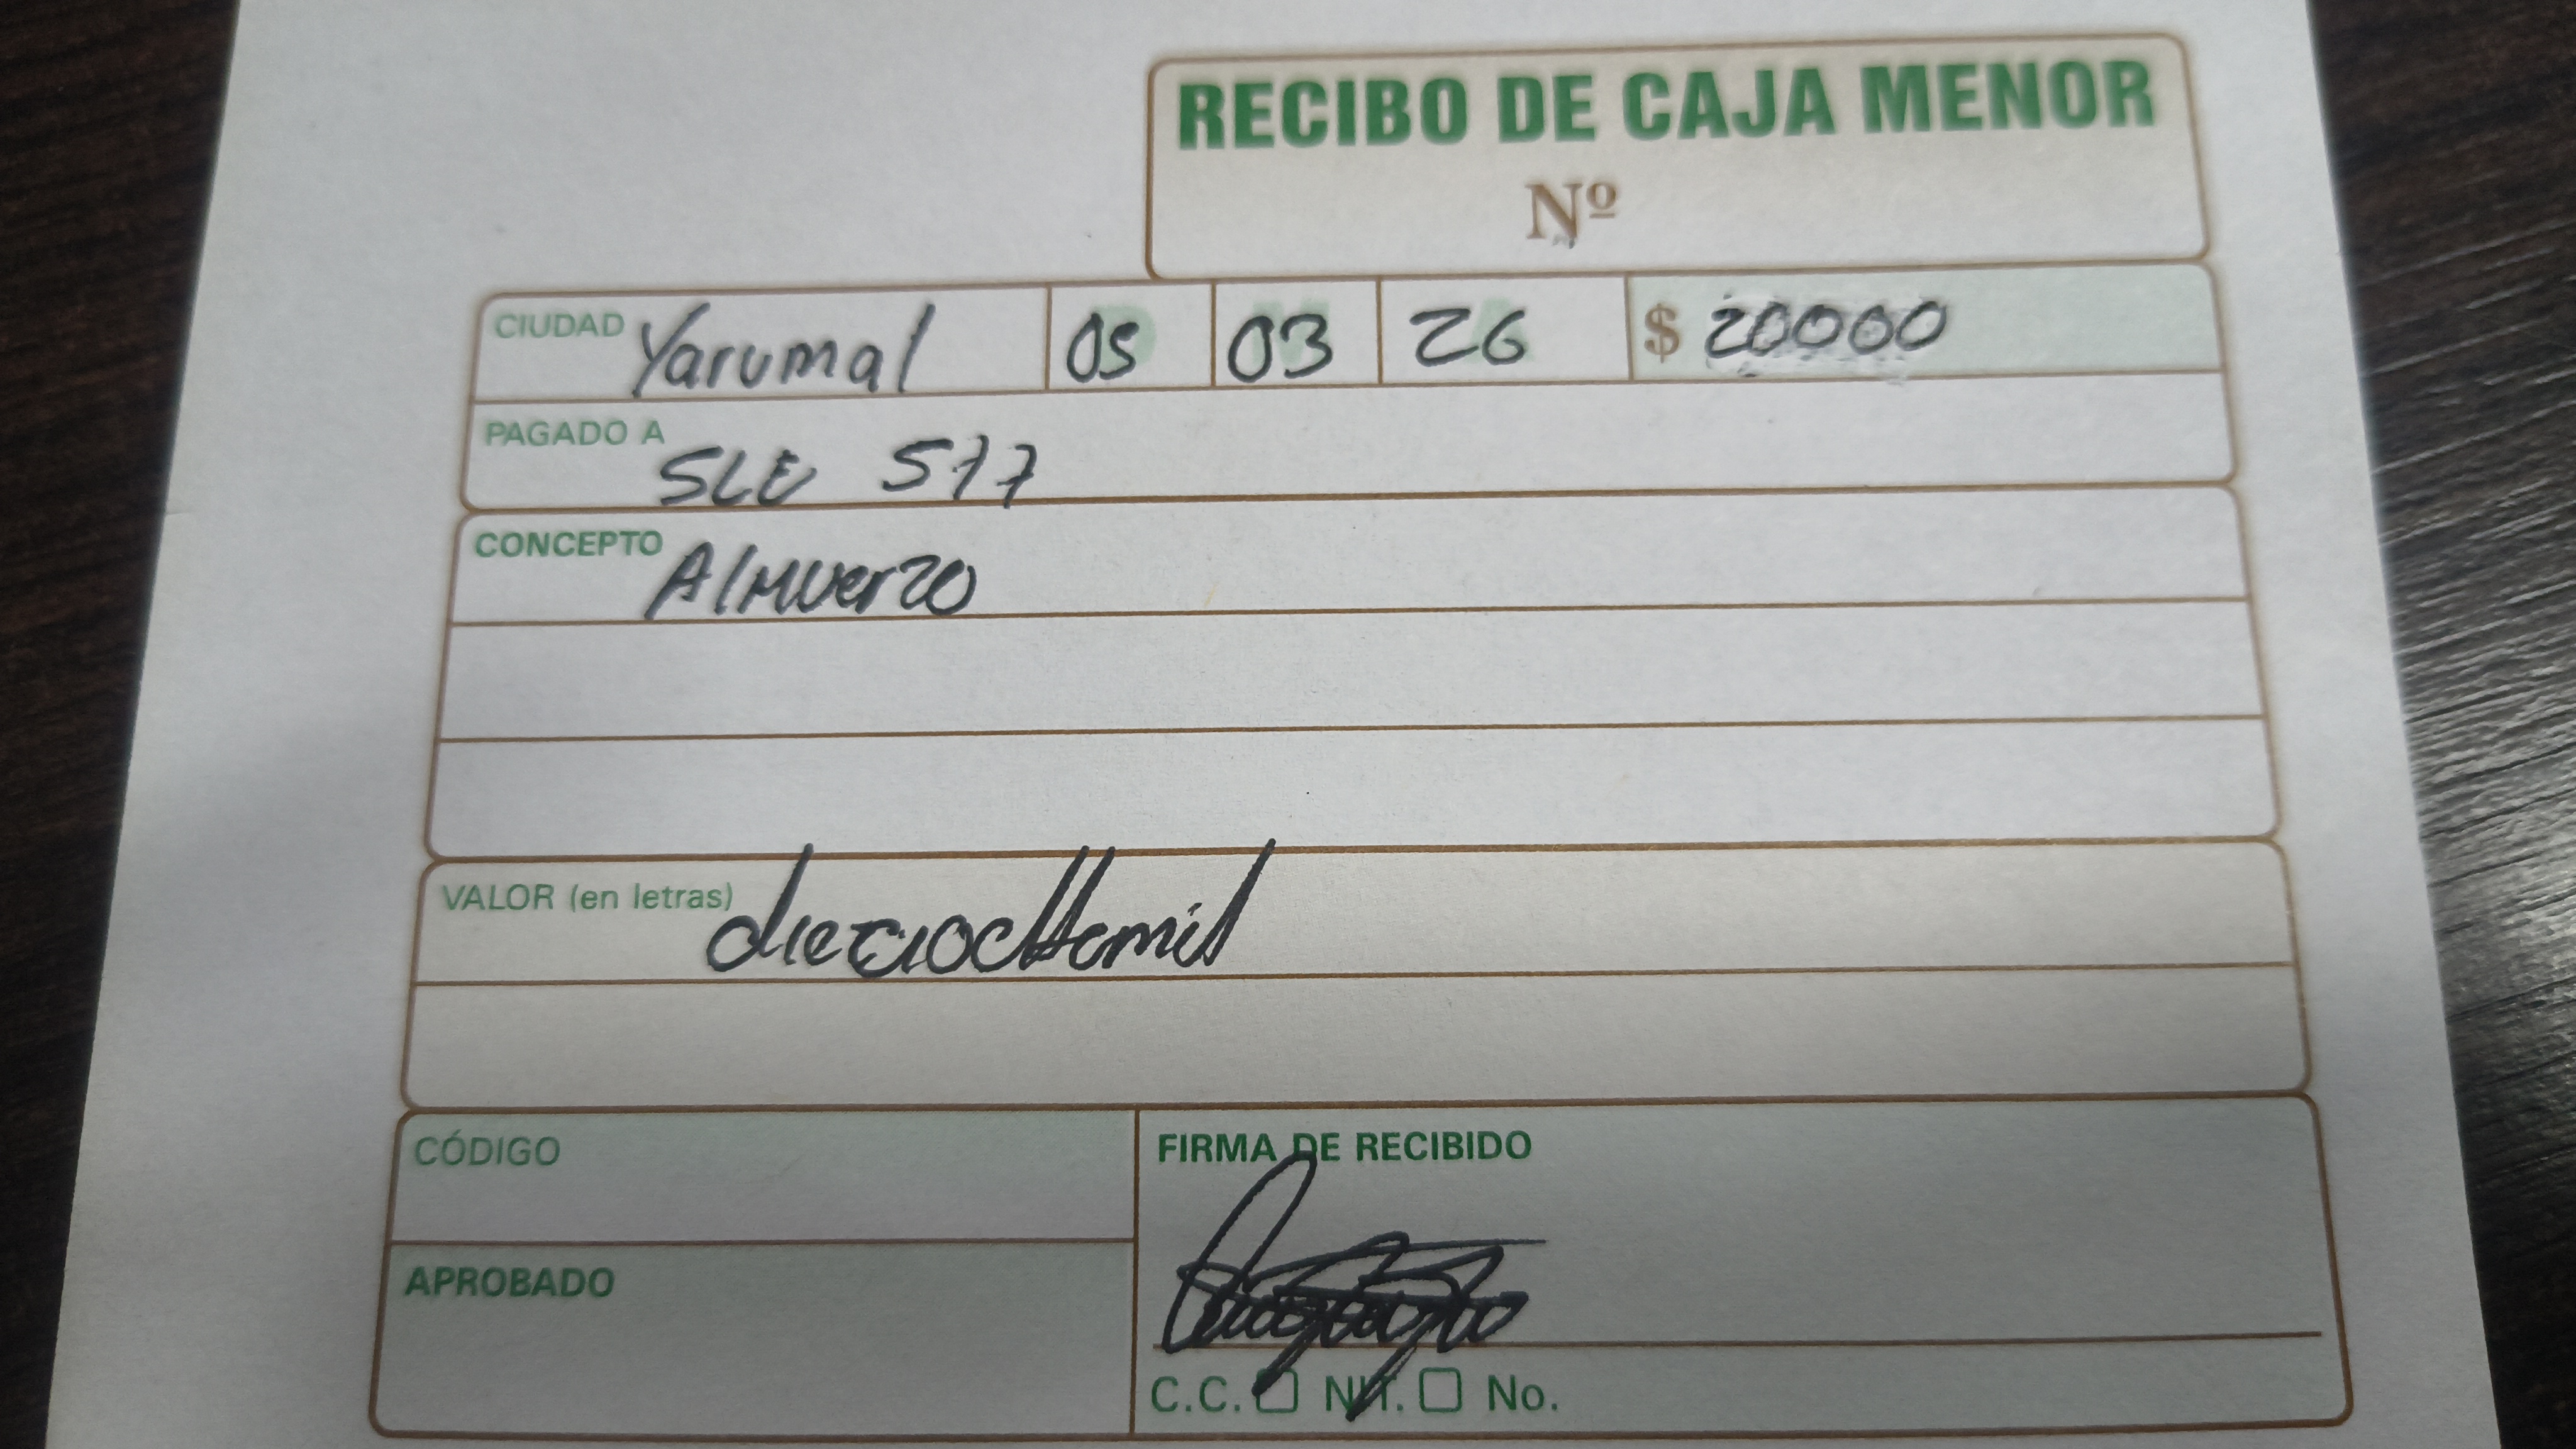 RECIBO DE CAJA MENOR
Nº
CIUDAD Yarumal 05 03 26 $ 20000
PAGADO A SLE 517
CONCEPTO Almuerzo
VALOR (en letras) dieciochomil
CÓDIGO
FIRMA DE RECIBIDO
APROBADO
C.C. NIT. No.